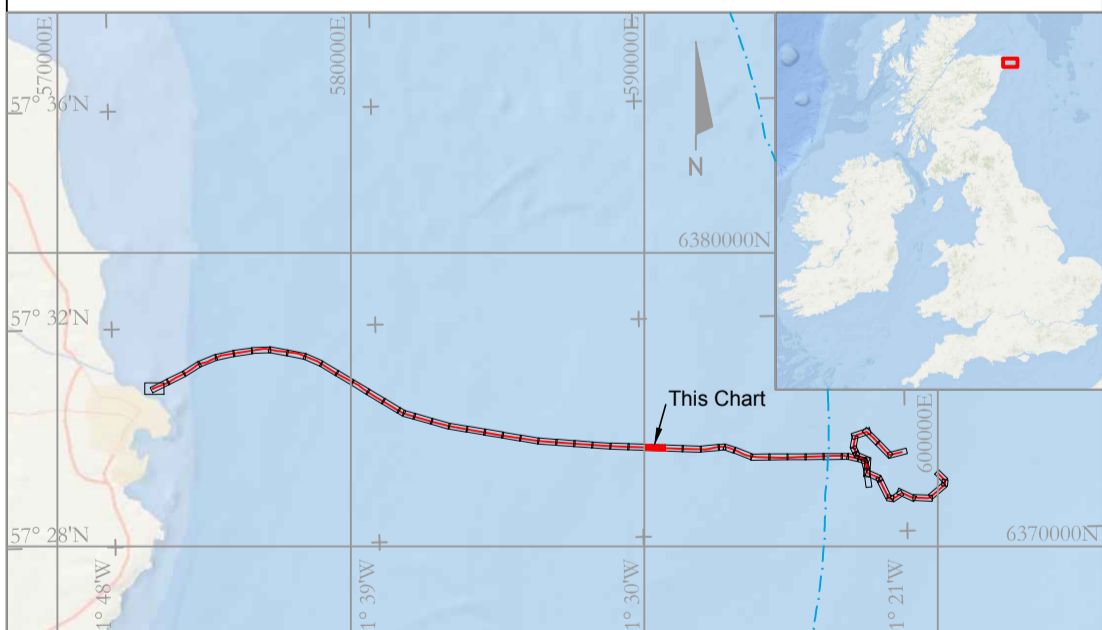 570000E
580000E
590000E
57° 36'N
N
6380000N
57° 32'N
This Chart
600000E
57° 28'N
6370000N
1° 48'W
1° 39'W
1° 30'W
1° 21'W